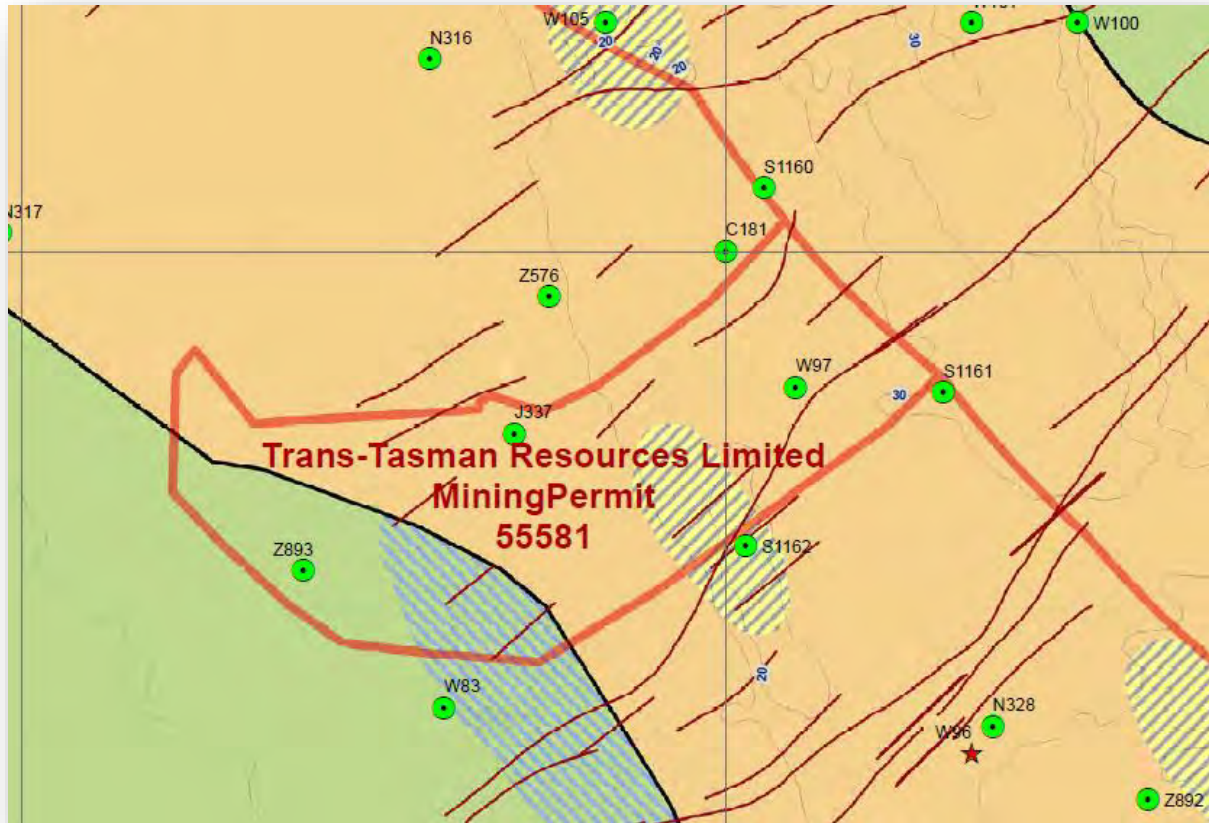 W105
W100
N316
20
20
20
30
S1160
N317
C181
Z576
W97
S1161
30
J337
Trans-Tasman Resources Limited
MiningPermit
55581
S1162
Z893
20
W83
N328
W96
Z892